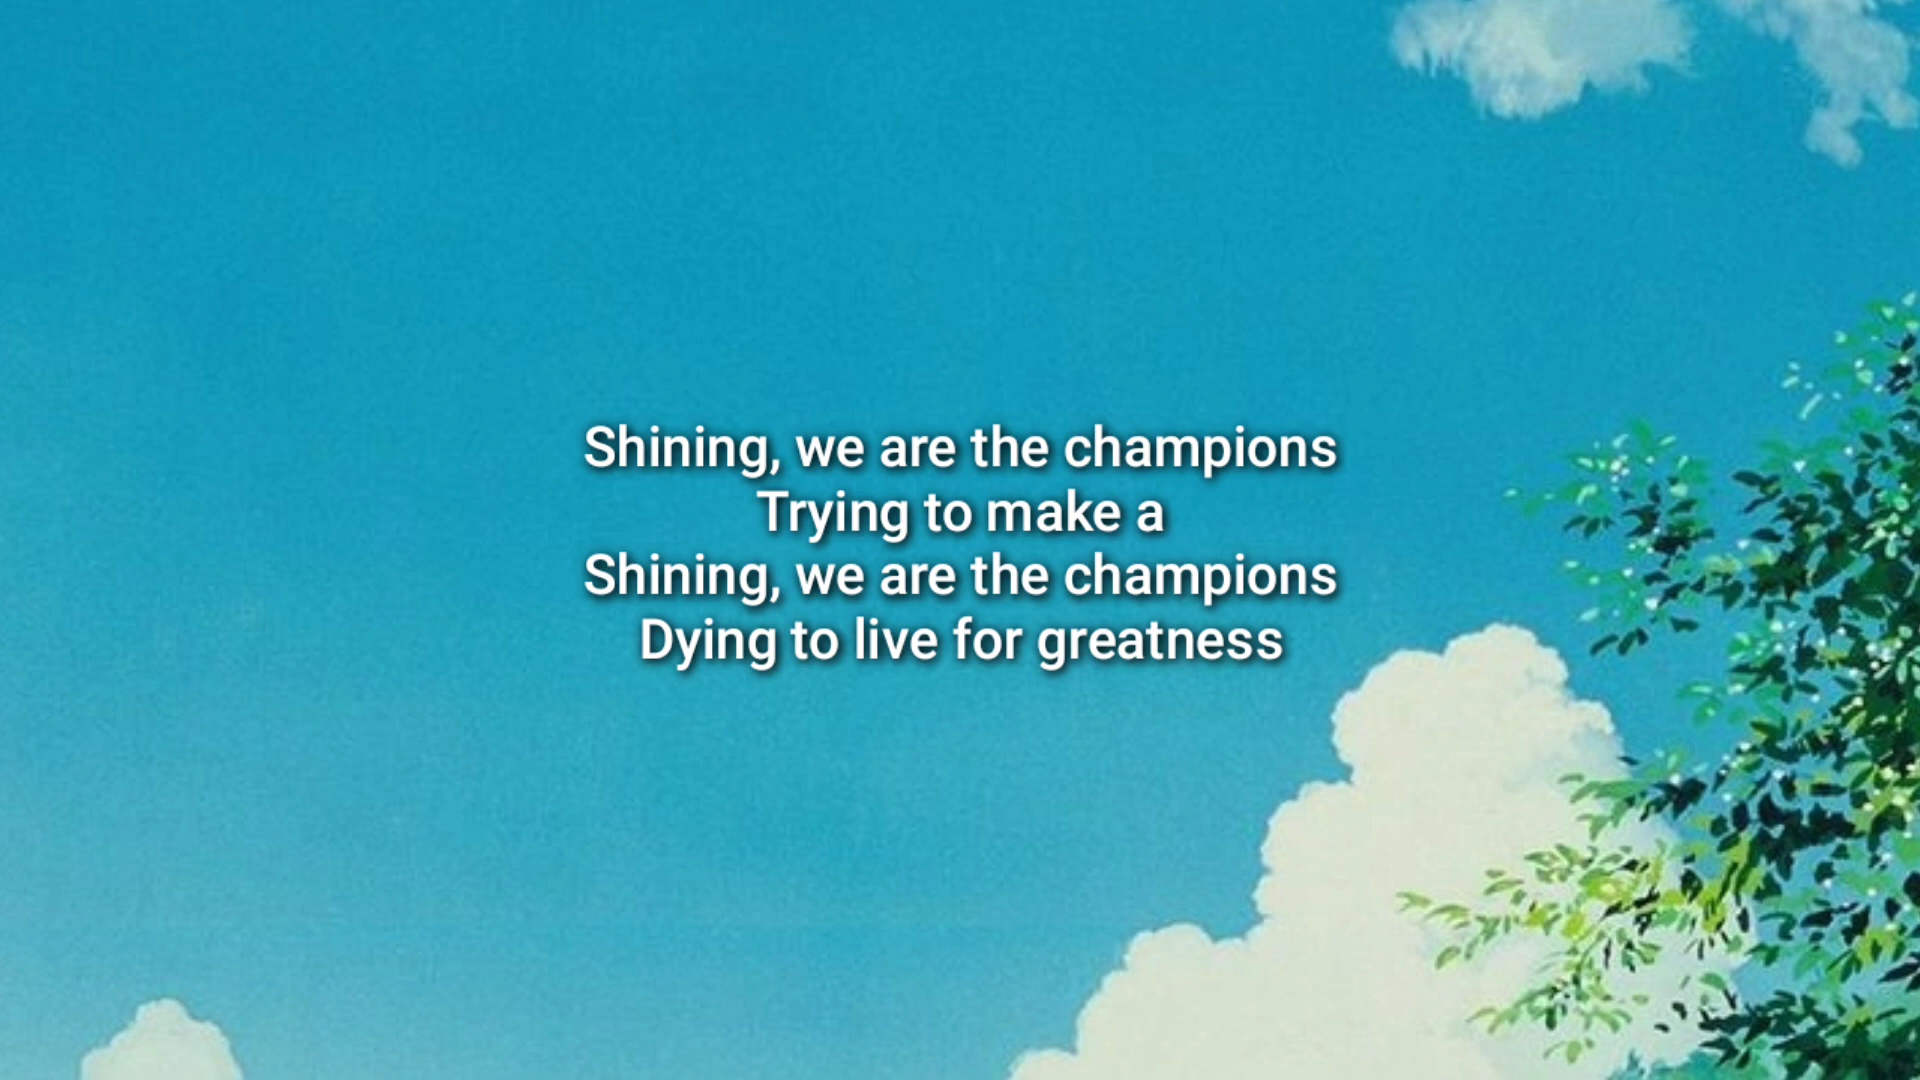 Shining, we are the champions
Trying to make a
Shining, we are the champions
Dying to live for greatness